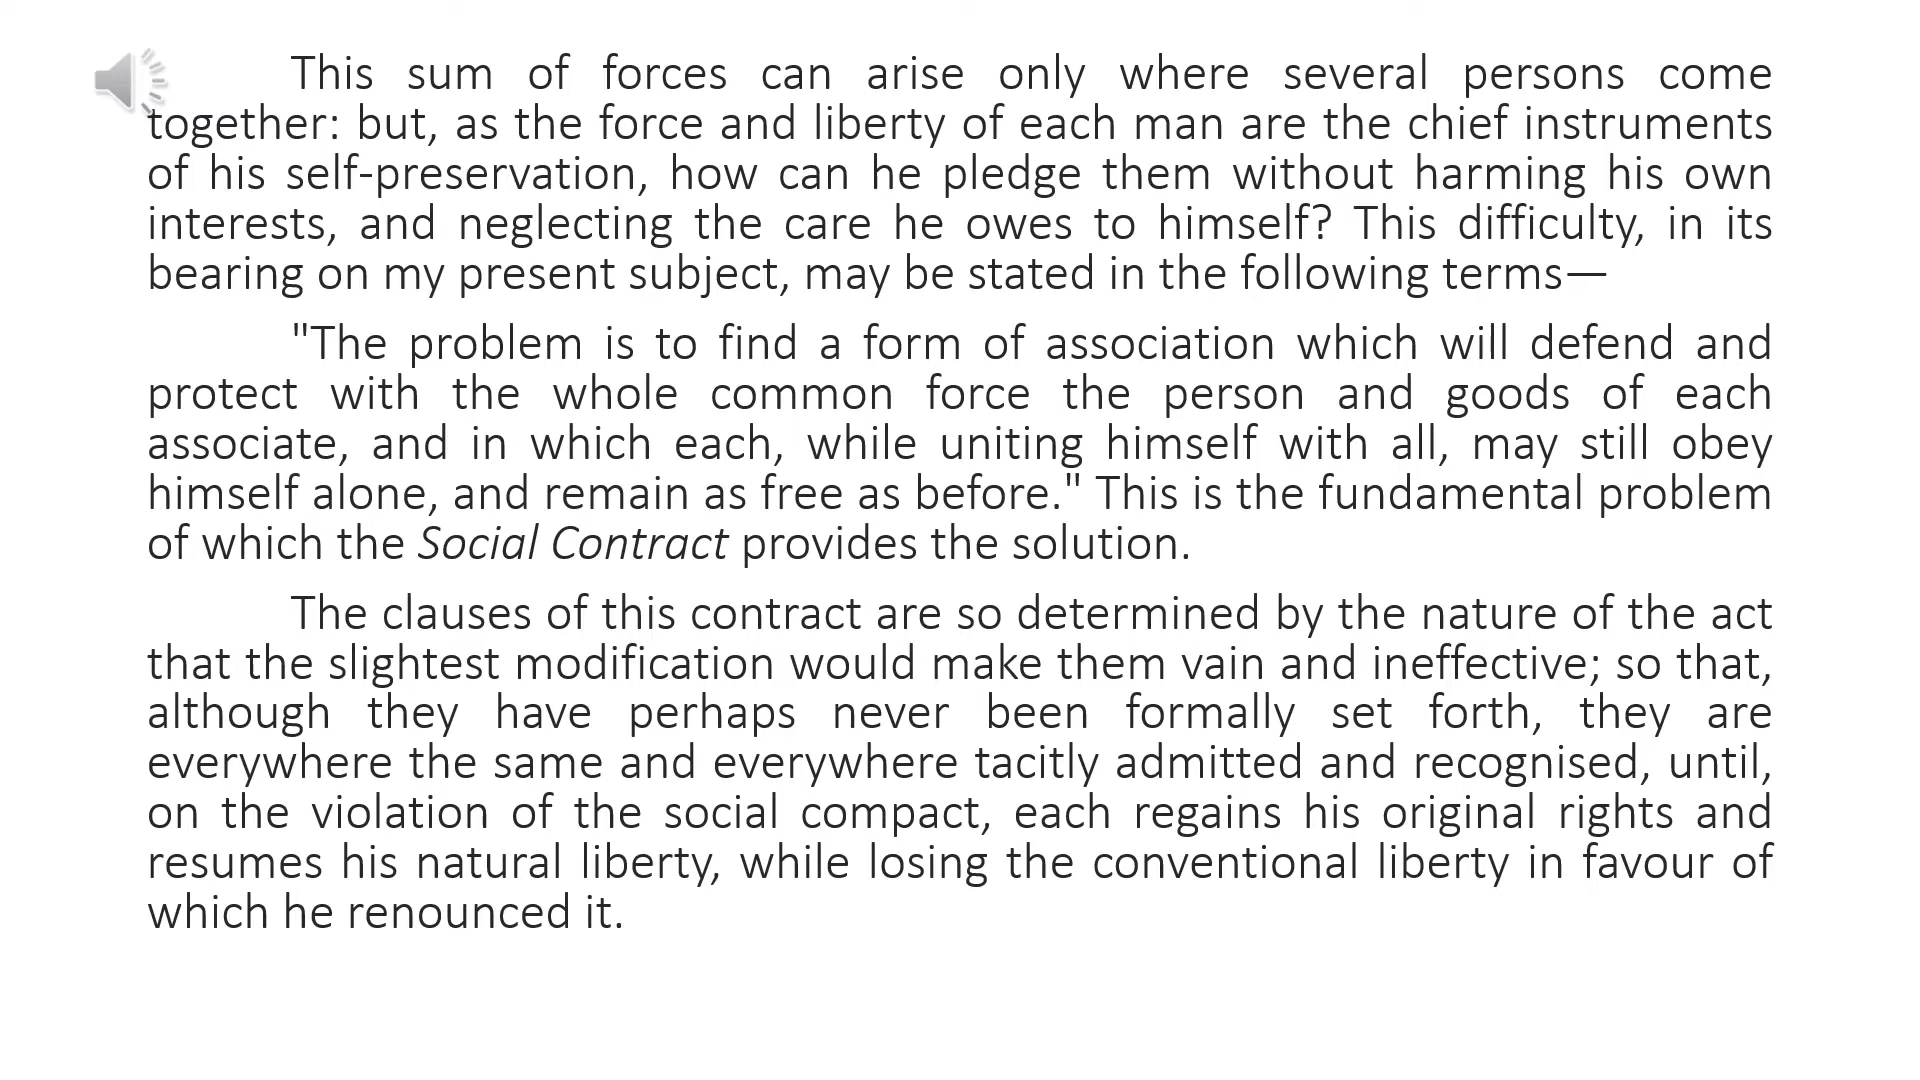 This sum of forces can arise only where several persons come
together: but, as the force and liberty of each man are the chief instruments
of his self-preservation, how can he pledge them without harming his own
interests, and neglecting the care he owes to himself? This difficulty, in its
bearing on my present subject, may be stated in the following terms—
"The problem is to find a form of association which will defend and
protect with the whole common force the person and goods of each
associate, and in which each, while uniting himself with all, may still obey
himself alone, and remain as free as before." This is the fundamental problem
of which the Social Contract provides the solution.
The clauses of this contract are so determined by the nature of the act
that the slightest modification would make them vain and ineffective; so that,
although they have perhaps never been formally set forth, they are
everywhere the same and everywhere tacitly admitted and recognised, until,
on the violation of the social compact, each regains his original rights and
resumes his natural liberty, while losing the conventional liberty in favour of
which he renounced it.